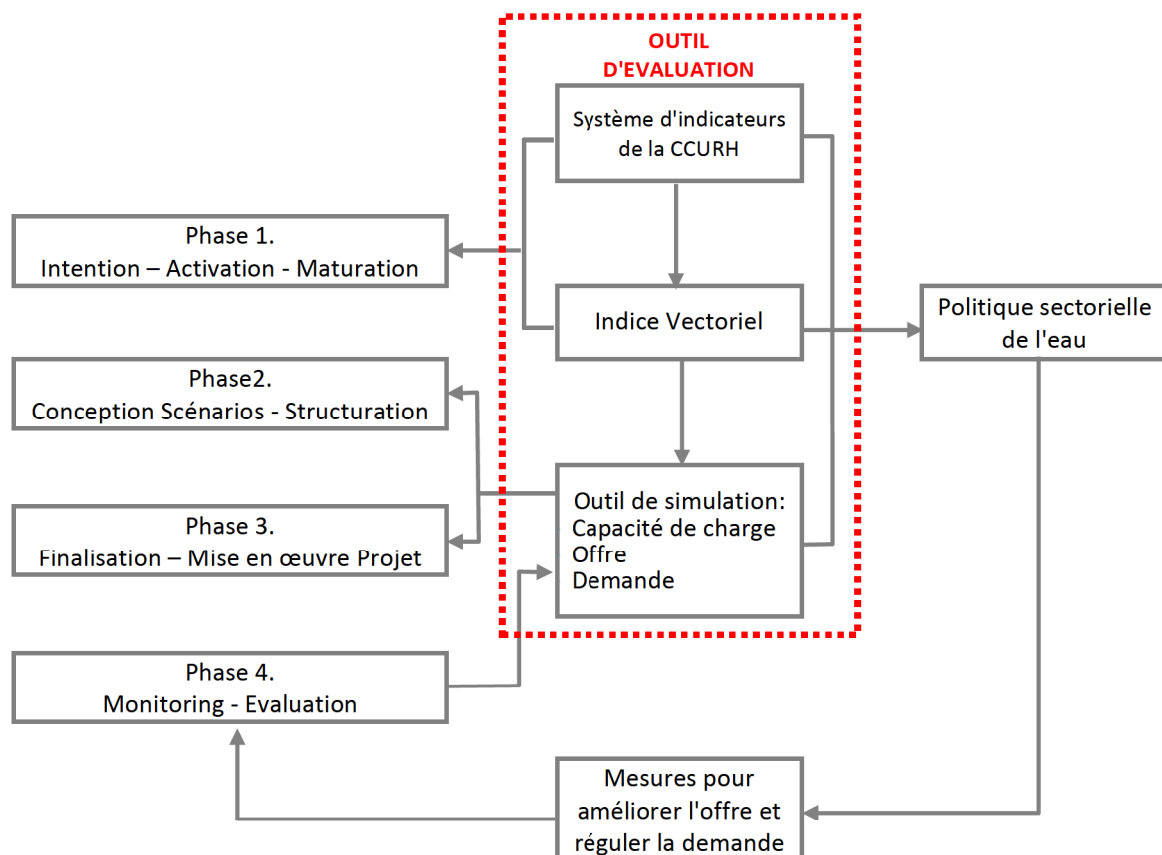 OUTIL
D'EVALUATION
Système d'indicateurs
de la CCURH
Phase 1.
Intention – Activation - Maturation
Indice Vectoriel
Politique sectorielle
de l'eau
Phase2.
Conception Scénarios - Structuration
Outil de simulation:
Capacité de charge
Offre
Demande
Phase 3.
Finalisation – Mise en œuvre Projet
Phase 4.
Monitoring - Evaluation
Mesures pour
améliorer l'offre et
réguler la demande